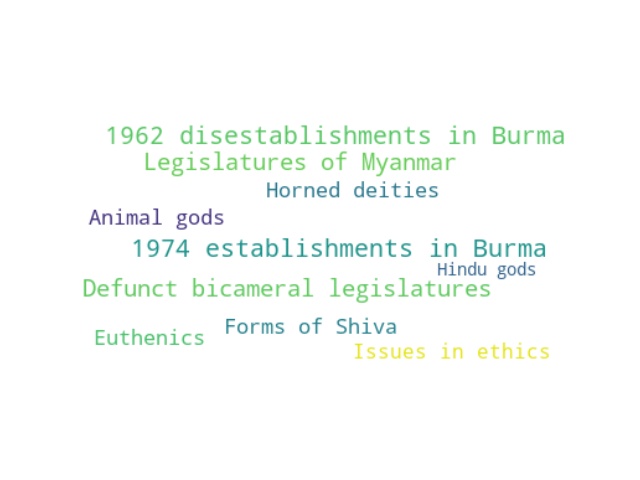 1962 disestablishments in Burma
Legislatures of Myanmar
Horned deities
Animal gods
1974 establishments in Burma
Hindu gods
Defunct bicameral legislatures
Forms of Shiva
Euthenics
Issues in ethics